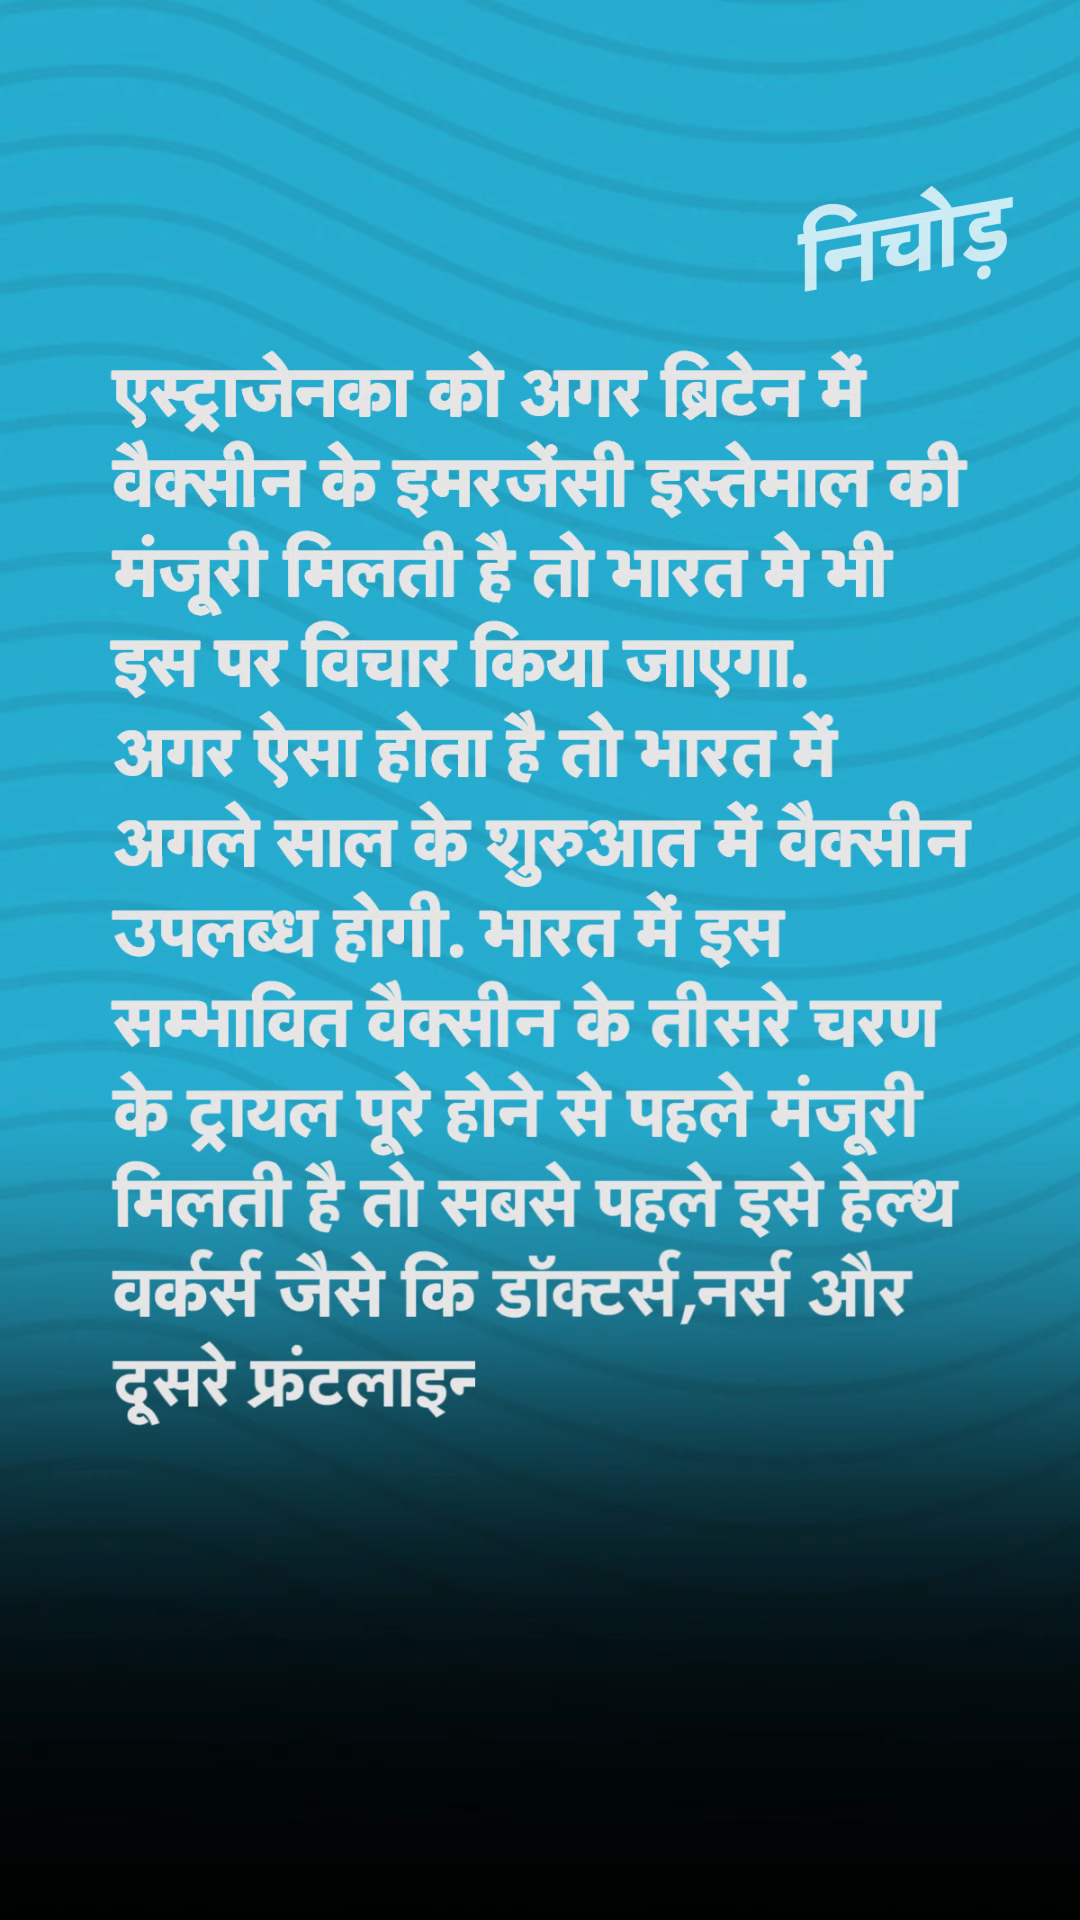 निचोड़
एस्ट्राजेनका को अगर ब्रिटेन में
वैक्सीन के इमरजेंसी इस्तेमाल की
मंजूरी मिलती है तो भारत मे भी
इस पर विचार किया जाएगा.
अगर ऐसा होता है तो भारत में
अगले साल के शुरुआत में वैक्सीन
उपलब्ध होगी. भारत में इस
सम्भावित वैक्सीन के तीसरे चरण
के ट्रायल पूरे होने से पहले मंजूरी
मिलती है तो सबसे पहले इसे हेल्थ
वर्कर्स जैसे कि डॉक्टर्स,नर्स और
दूसरे फ्रंटलाइन